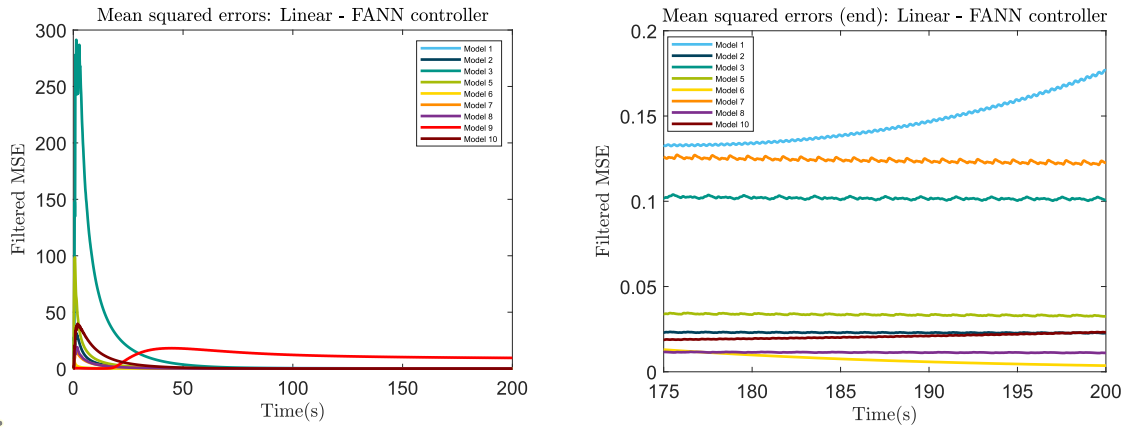 Mean squared errors: Linear - FANN controller
300
250
200
150
100
50
0
Filtered MSE
Model 1
Model 2
Model 3
Model 5
Model 6
Model 7
Model 8
Model 9
Model 10
0 50 100 150 200
Time(s)
Mean squared errors (end): Linear - FANN controller
0.2
0.15
0.1
0.05
0
Filtered MSE
Model 1
Model 2
Model 3
Model 5
Model 6
Model 7
Model 8
Model 10
175 180 185 190 195 200
Time(s)